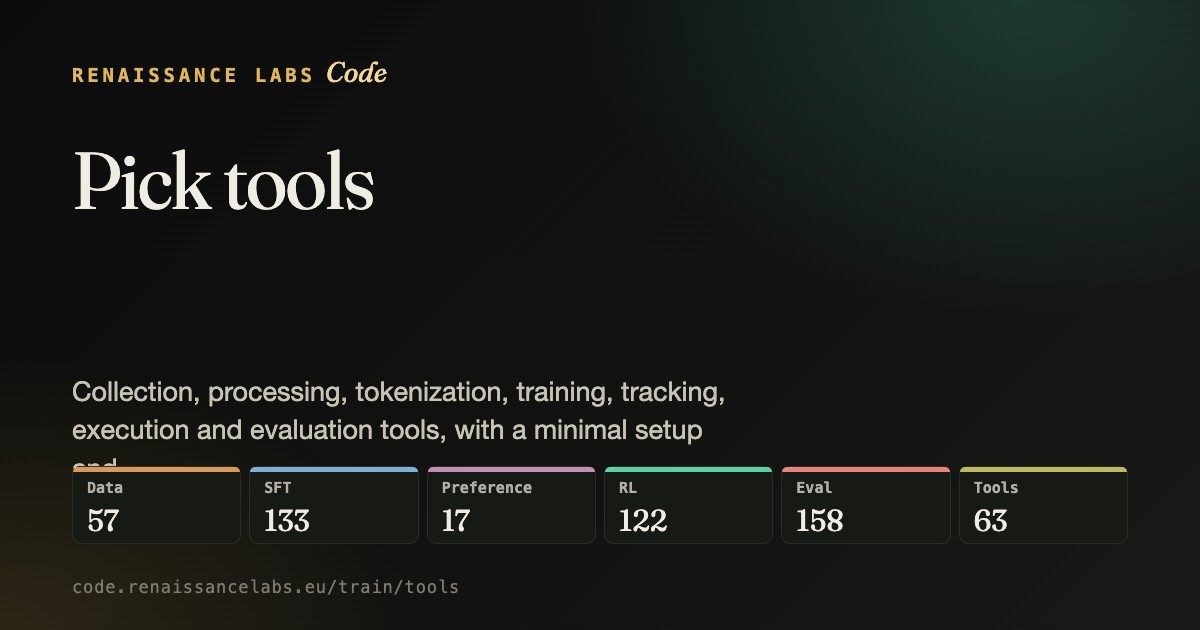 RENAISSANCE LABS Code
Pick tools
Collection, processing, tokenization, training, tracking,
execution and evaluation tools, with a minimal setup
and
Data
SFT
Preference
RL
Eval
Tools
57
133
17
122
158
63
code.renaissancelabs.eu/train/tools